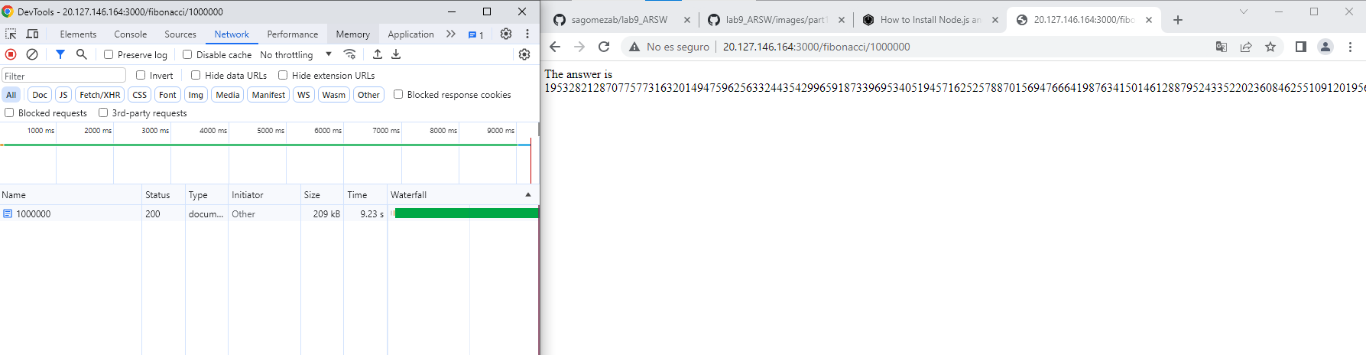 DevTools - 20.127.146.164:3000/fibonacci/1000000
Elements Console Sources Network Performance Memory Application 1
Preserve log Disable cache No throttling
Filter Invert Hide data URLs Hide extension URLs
All Doc JS Fetch/XHR CSS Font Img Media Manifest WS Wasm Other Blocked response cookies
Blocked requests 3rd-party requests
1000 ms 2000 ms 3000 ms 4000 ms 5000 ms 6000 ms 7000 ms 8000 ms 9000 ms
Name Status Type Initiator Size Time Waterfall
1000000 200 docum... Other 209 kB 9.23 s
sagomezab/lab9_ARSW lab9_ARSW/images/part1 How to Install Node.js an 20.127.146.164:3000/fibo
No es seguro 20.127.146.164:3000/fibonacci/1000000
The answer is